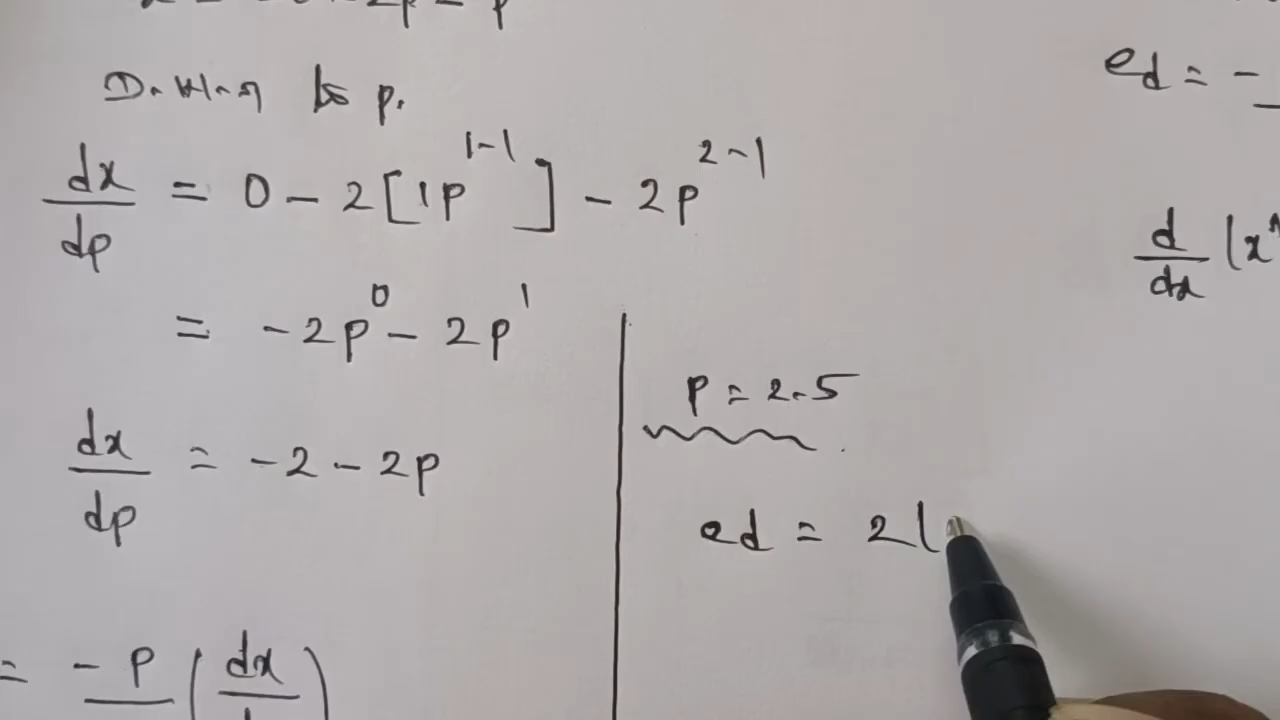 D. w. r. to p.
dx/dp = 0 - 2[1p^{1-1}] - 2p^{2-1}
= -2p^0 - 2p^1
dx/dp = -2 - 2p
= -p (dx
p = 2.5
ed = 2(
ed = -
d/dx (x